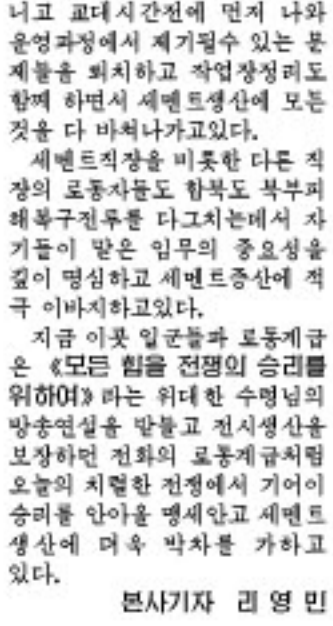 니고 교대시간전에 먼저 나와
운영과정에서 제기될수 있는 문
제들을 퇴치하고 작업장정리도
함께 하면서 세멘트생산에 모든
것을 다 바쳐나가고있다.
세멘트직장을 비롯한 다른 직
장의 로동자들도 함북도 북부피
해복구전투를 다그치는데서 자
기들이 맡은 임무의 중요성을
깊이 명심하고 세멘트증산에 적
극 이바지하고있다.
지금 이곳 일군들과 로동계급
은 《모든 힘을 전쟁의 승리를
위하여》라는 위대한 수령님의
방송연설을 받들고 전시생산을
보장하던 전화의 로동계급처럼
오늘의 치렬한 전쟁에서 기어이
승리를 안아올 맹세안고 세멘트
생산에 더욱 박차를 가하고
있다.
본사기자 리영민